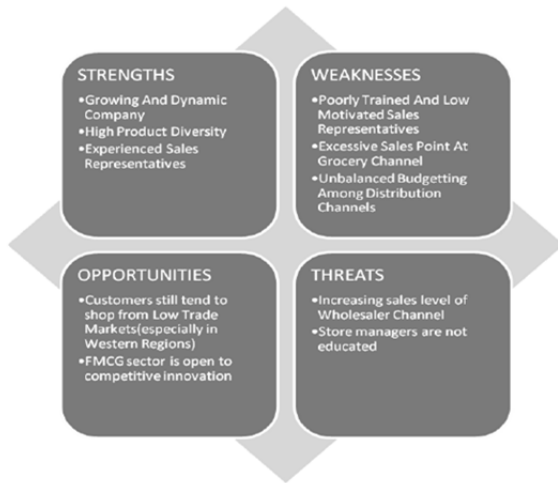 STRENGTHS
•Growing And Dynamic
Company
•High Product Diversity
•Experienced Sales
Representatives
WEAKNESSES
•Poorly Trained And Low
Motivated Sales
Representatives
•Excessive Sales Point At
Grocery Channel
•Unbalanced Budgetting
Among Distribution
Channels
OPPORTUNITIES
•Customers still tend to
shop from Low Trade
Markets(especially in
Western Regions)
•FMCG sector is open to
competitive innovation
THREATS
•Increasing sales level of
Wholesaler Channel
•Store managers are not
educated